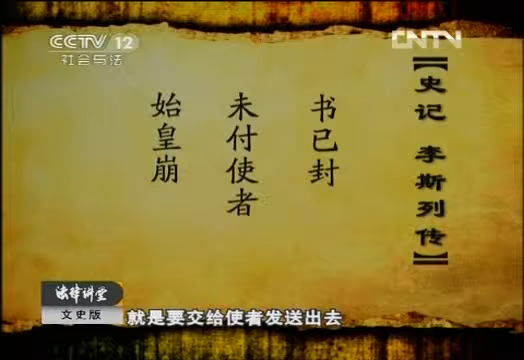 CCTV 12
社会与法
CNTV
【史记 李斯列传】
书已封
未付使者
始皇崩
法律讲堂
文史版
就是要交给使者发送出去